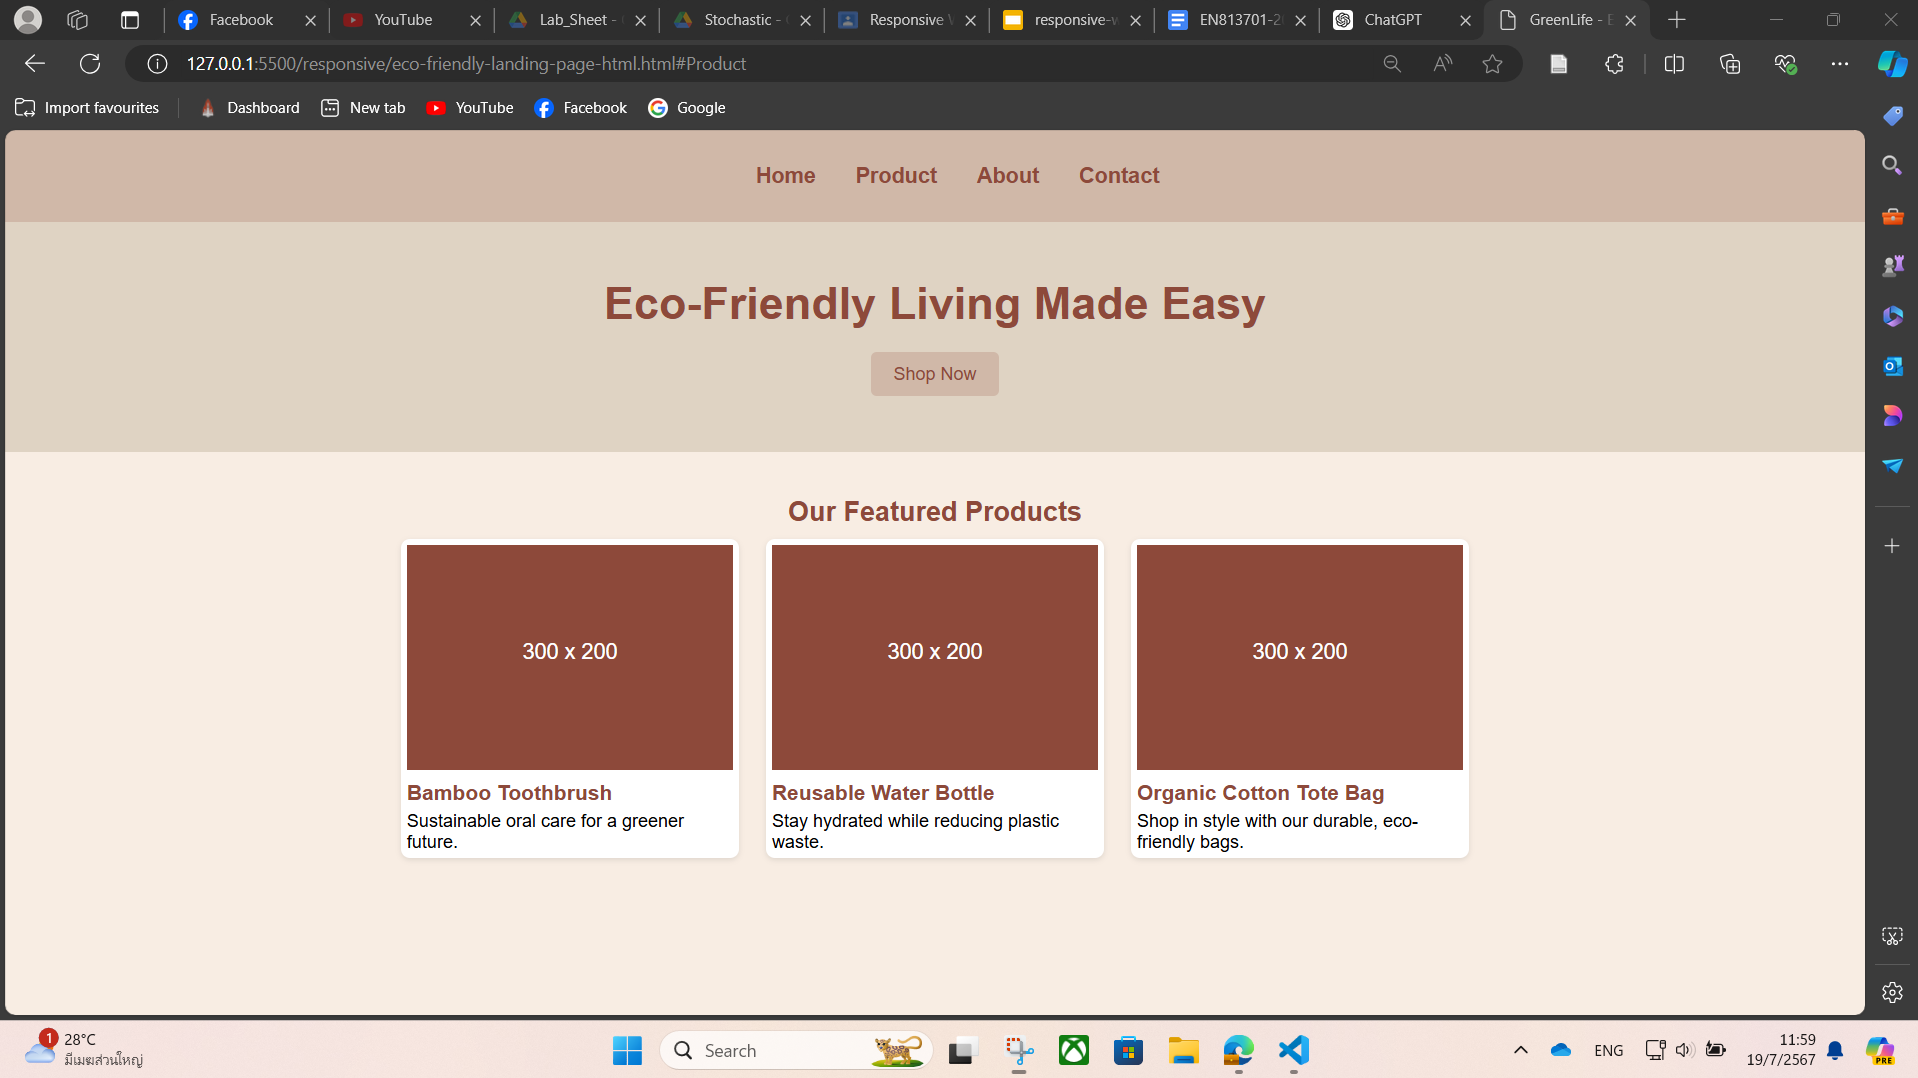 Facebook
YouTube
Lab_Sheet -
Stochastic -
Responsive
responsive-w
EN813701-2
ChatGPT
GreenLife - E
127.0.0.1:5500/responsive/eco-friendly-landing-page-html.html#Product
Import favourites
Dashboard
New tab
YouTube
Facebook
Google
Home
Product
About
Contact
Eco-Friendly Living Made Easy
Shop Now
Our Featured Products
300 x 200
300 x 200
300 x 200
Bamboo Toothbrush
Sustainable oral care for a greener
future.
Reusable Water Bottle
Stay hydrated while reducing plastic
waste.
Organic Cotton Tote Bag
Shop in style with our durable, eco-
friendly bags.
1
28°C
มีเมฆส่วนใหญ่
Search
ENG
11:59
19/7/2567
PRE